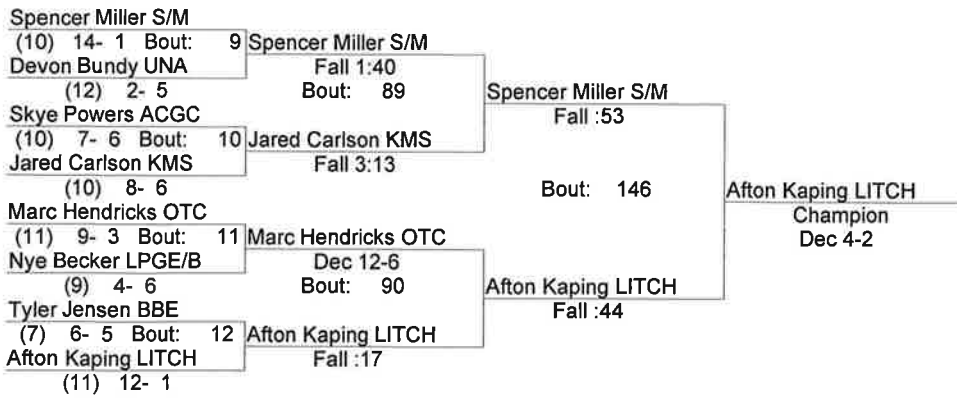 Spencer Miller S/M
(10) 14- 1 Bout: 9
Devon Bundy UNA
(12) 2- 5
Skye Powers ACGC
(10) 7- 6 Bout: 10
Jared Carlson KMS
(10) 8- 6
Marc Hendricks OTC
(11) 9- 3 Bout: 11
Nye Becker LPGE/B
(9) 4- 6
Tyler Jensen BBE
(7) 6- 5 Bout: 12
Afton Kaping LITCH
(11) 12- 1
Spencer Miller S/M
Fall 1:40
Bout: 89
Jared Carlson KMS
Fall 3:13
Marc Hendricks OTC
Dec 12-6
Bout: 90
Afton Kaping LITCH
Fall :17
Spencer Miller S/M
Fall :53
Bout: 146
Afton Kaping LITCH
Fall :44
Afton Kaping LITCH
Champion
Dec 4-2